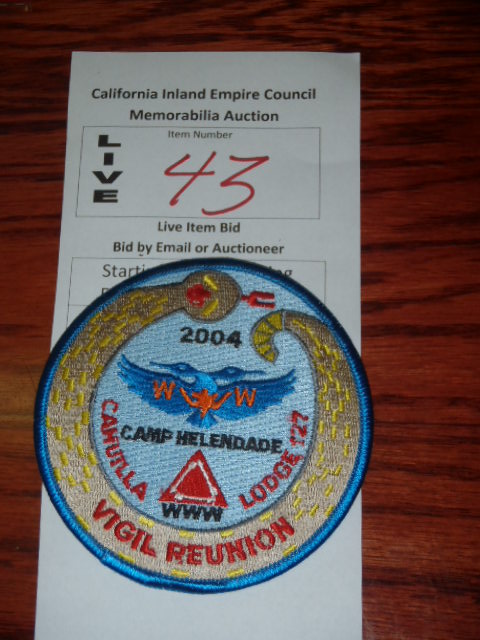 California Inland Empire Council
Memorabilia Auction
Item Number
LIVE
43
Live Item Bid
Bid by Email or Auctioneer
2004
W W
CAMP HELENDADE
CAHUILLA LODGE 127
WWW
VIGIL REUNION